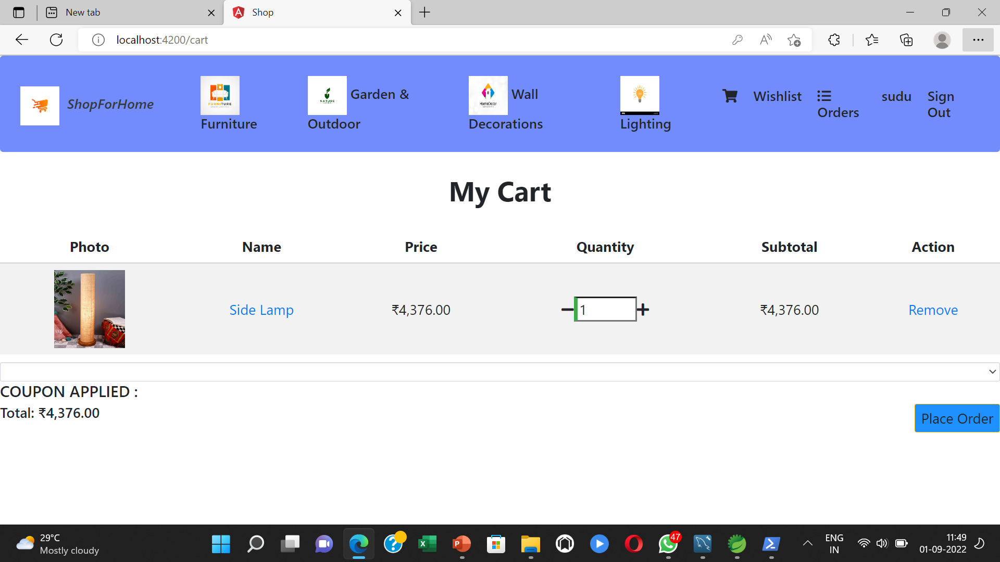 New tab
Shop
localhost:4200/cart
ShopForHome
FURNITURE
Furniture
NATURE
Garden &
Outdoor
HomeDecor
Wall
Decorations
Lighting
Wishlist
Orders
sudu
Sign
Out
My Cart
Photo Name Price Quantity Subtotal Action
Side Lamp ₹4,376.00 1 ₹4,376.00 Remove
COUPON APPLIED :
Total: ₹4,376.00
Place Order
29°C
Mostly cloudy
47
ENG
IN
11:49
01-09-2022